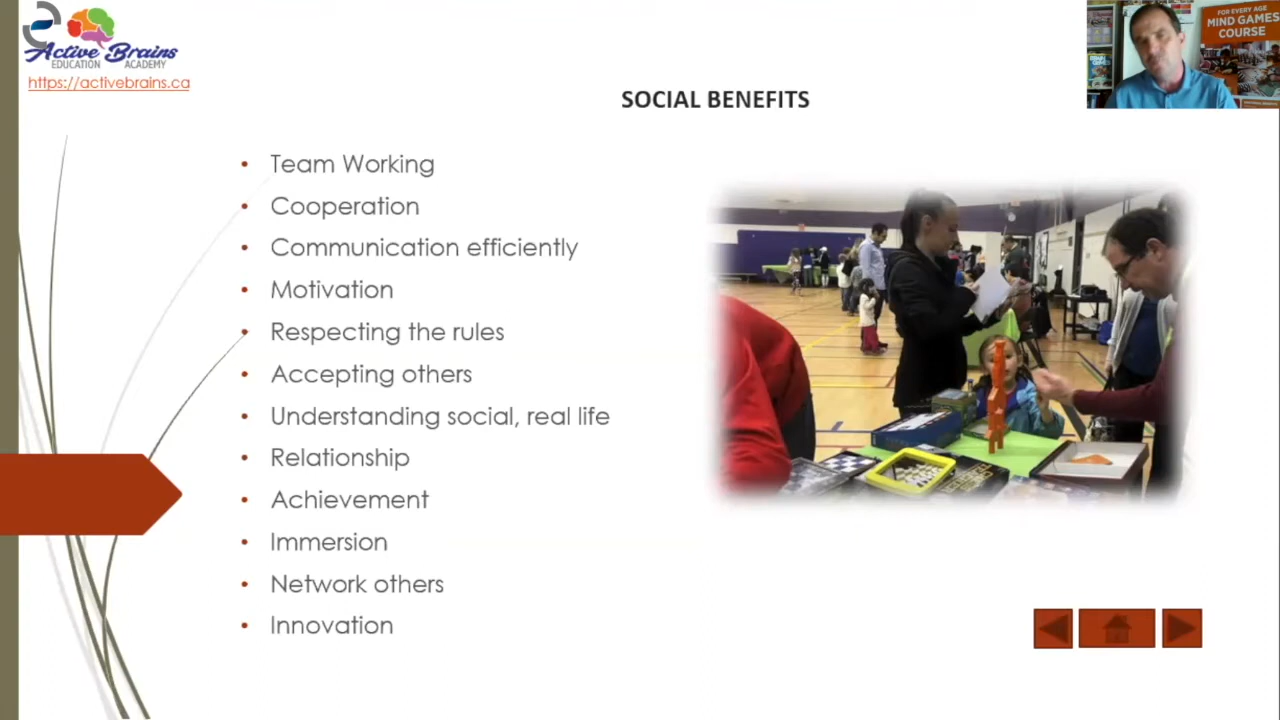 Active Brains
EDUCATION ACADEMY
https://activebrains.ca
FOR EVERY AGE
MIND GAMES
COURSE
SOCIAL BENEFITS
• Team Working
• Cooperation
• Communication efficiently
• Motivation
• Respecting the rules
• Accepting others
• Understanding social, real life
• Relationship
• Achievement
• Immersion
• Network others
• Innovation